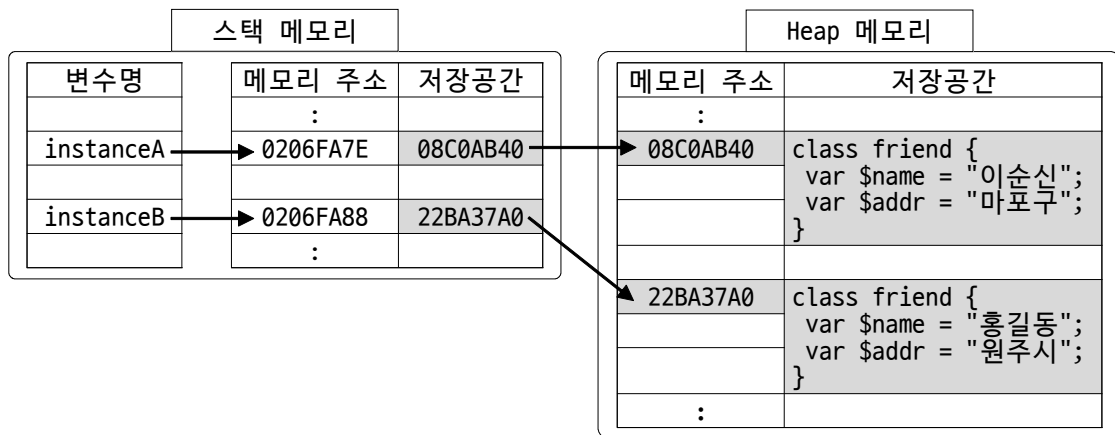 스택 메모리
변수명
메모리 주소
저장공간
:
instanceA
0206FA7E
08C0AB40
instanceB
0206FA88
22BA37A0
:
Heap 메모리
메모리 주소
저장공간
:
08C0AB40
class friend {
var $name = "이순신";
var $addr = "마포구";
}
22BA37A0
class friend {
var $name = "홍길동";
var $addr = "원주시";
}
: